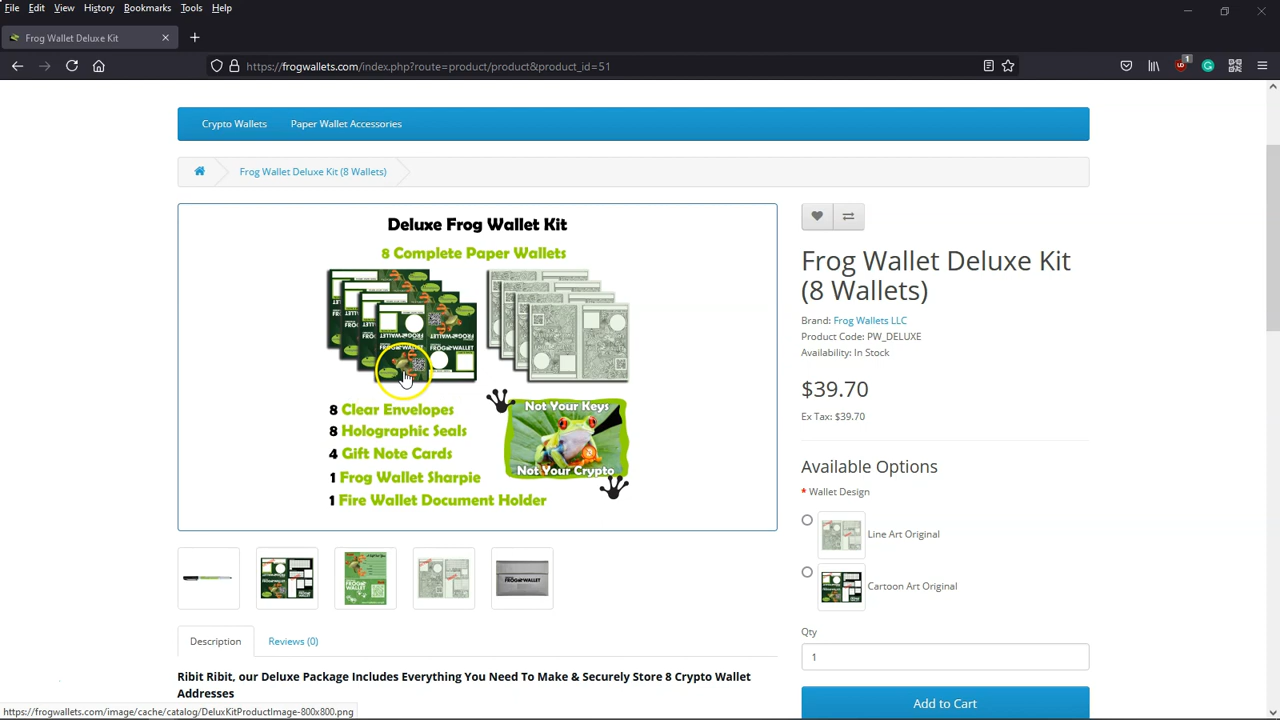 File Edit View History Bookmarks Tools Help
Frog Wallet Deluxe Kit
https://frogwallets.com/index.php?route=product/product&product_id=51
1
Crypto Wallets Paper Wallet Accessories
Frog Wallet Deluxe Kit (8 Wallets)
Deluxe Frog Wallet Kit
8 Complete Paper Wallets
8 Clear Envelopes
8 Holographic Seals
4 Gift Note Cards
1 Frog Wallet Sharpie
1 Fire Wallet Document Holder
Not Your Keys
Not Your Crypto
Frog Wallet Deluxe Kit
(8 Wallets)
Brand: Frog Wallets LLC
Product Code: PW_DELUXE
Availability: In Stock
$39.70
Ex Tax: $39.70
Available Options
* Wallet Design
Line Art Original
Cartoon Art Original
Qty
1
Add to Cart
Description Reviews (0)
Ribit Ribit, our Deluxe Package Includes Everything You Need To Make & Securely Store 8 Crypto Wallet
Addresses
https://frogwallets.com/image/cache/catalog/DeluxKitProductImage-800x800.png